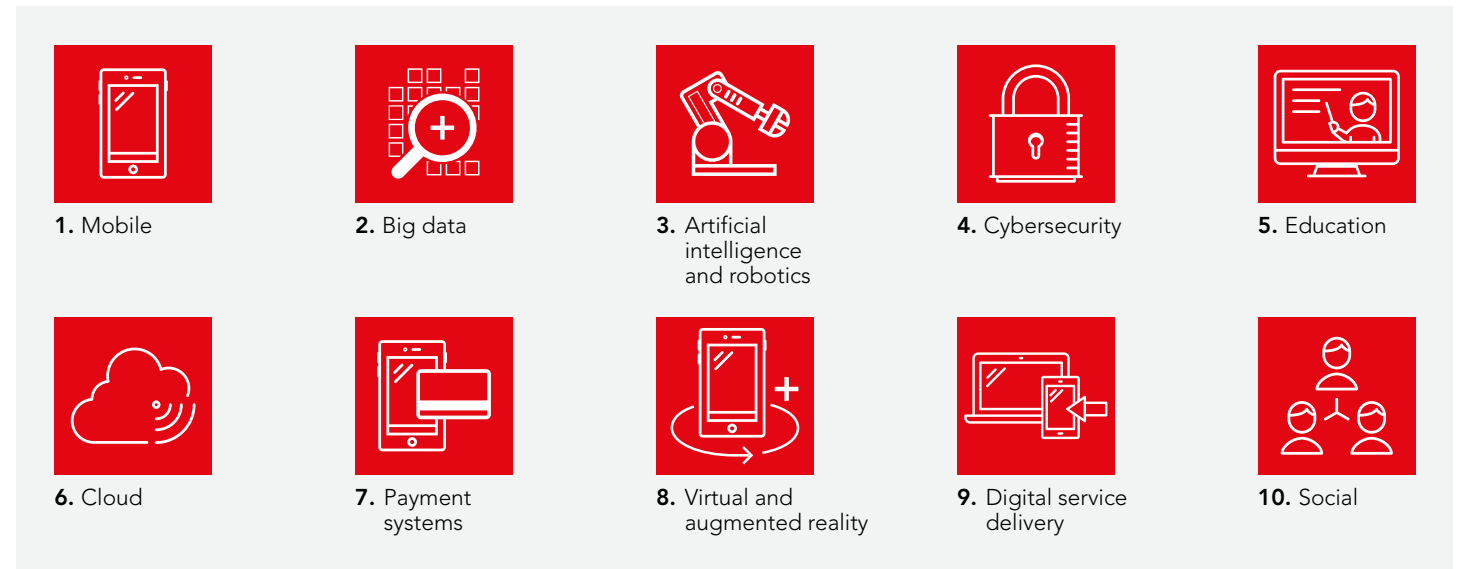 1. Mobile
2. Big data
3. Artificial
intelligence
and robotics
4. Cybersecurity
5. Education
6. Cloud
7. Payment
systems
8. Virtual and
augmented reality
9. Digital service
delivery
10. Social